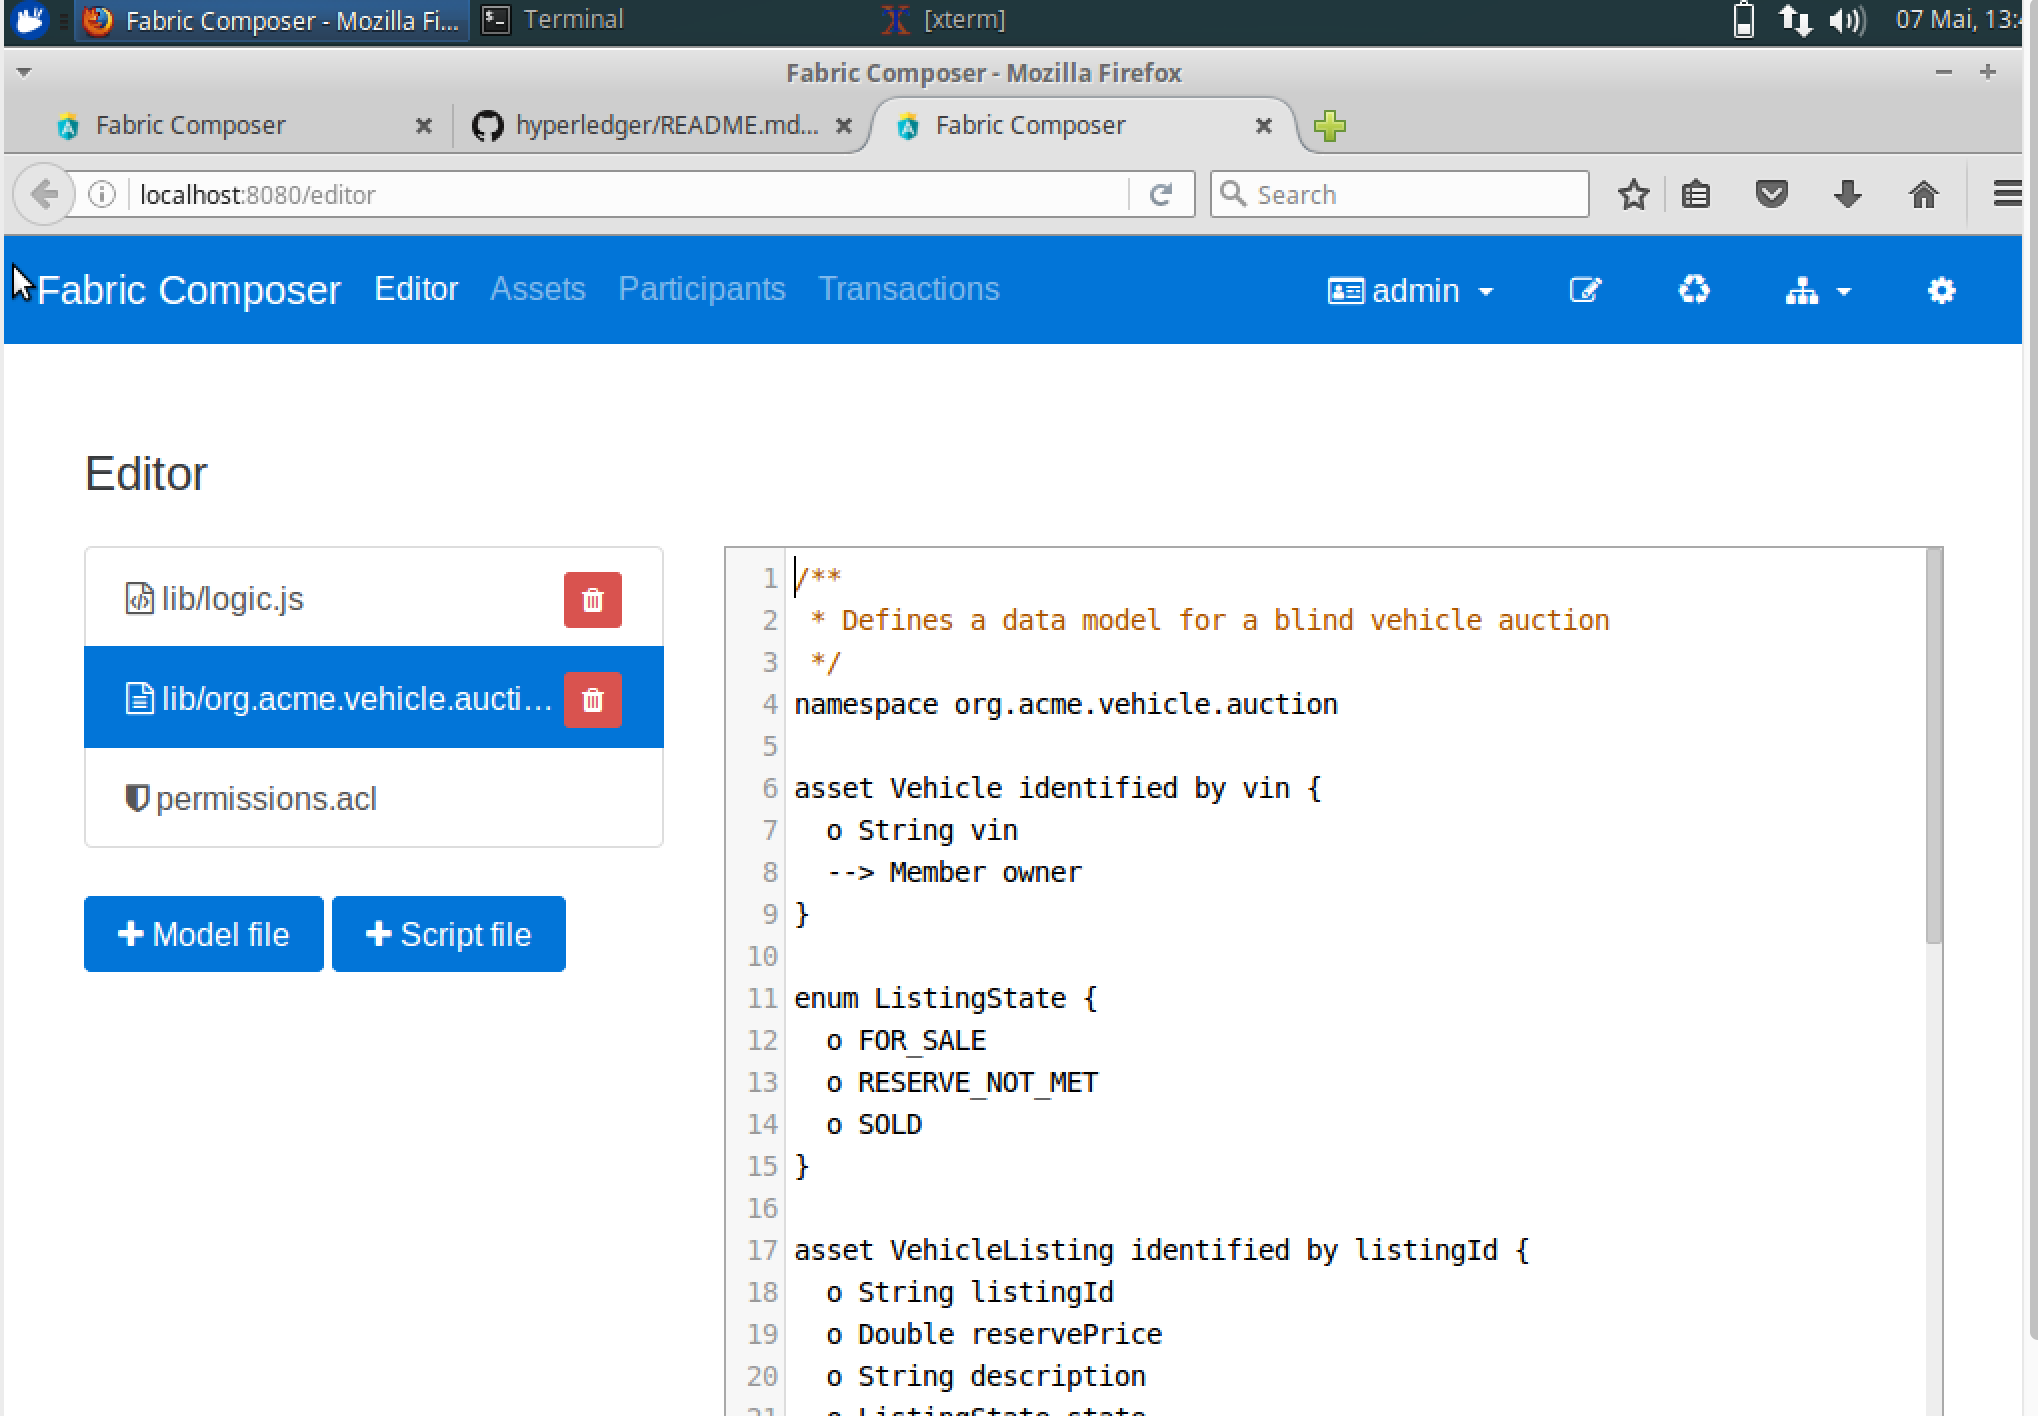 Fabric Composer - Mozilla Fi... Terminal [xterm] 07 Mai, 13:
Fabric Composer - Mozilla Firefox
Fabric Composer hyperledger/README.md... Fabric Composer
localhost:8080/editor Search
Fabric Composer Editor Assets Participants Transactions admin
Editor
lib/logic.js
lib/org.acme.vehicle.aucti...
permissions.acl
Model file Script file
1 /**
2 * Defines a data model for a blind vehicle auction
3 */
4 namespace org.acme.vehicle.auction
5
6 asset Vehicle identified by vin {
7 o String vin
8 --> Member owner
9 }
10
11 enum ListingState {
12 o FOR_SALE
13 o RESERVE_NOT_MET
14 o SOLD
15 }
16
17 asset VehicleListing identified by listingId {
18 o String listingId
19 o Double reservePrice
20 o String description
21 o ListingState state